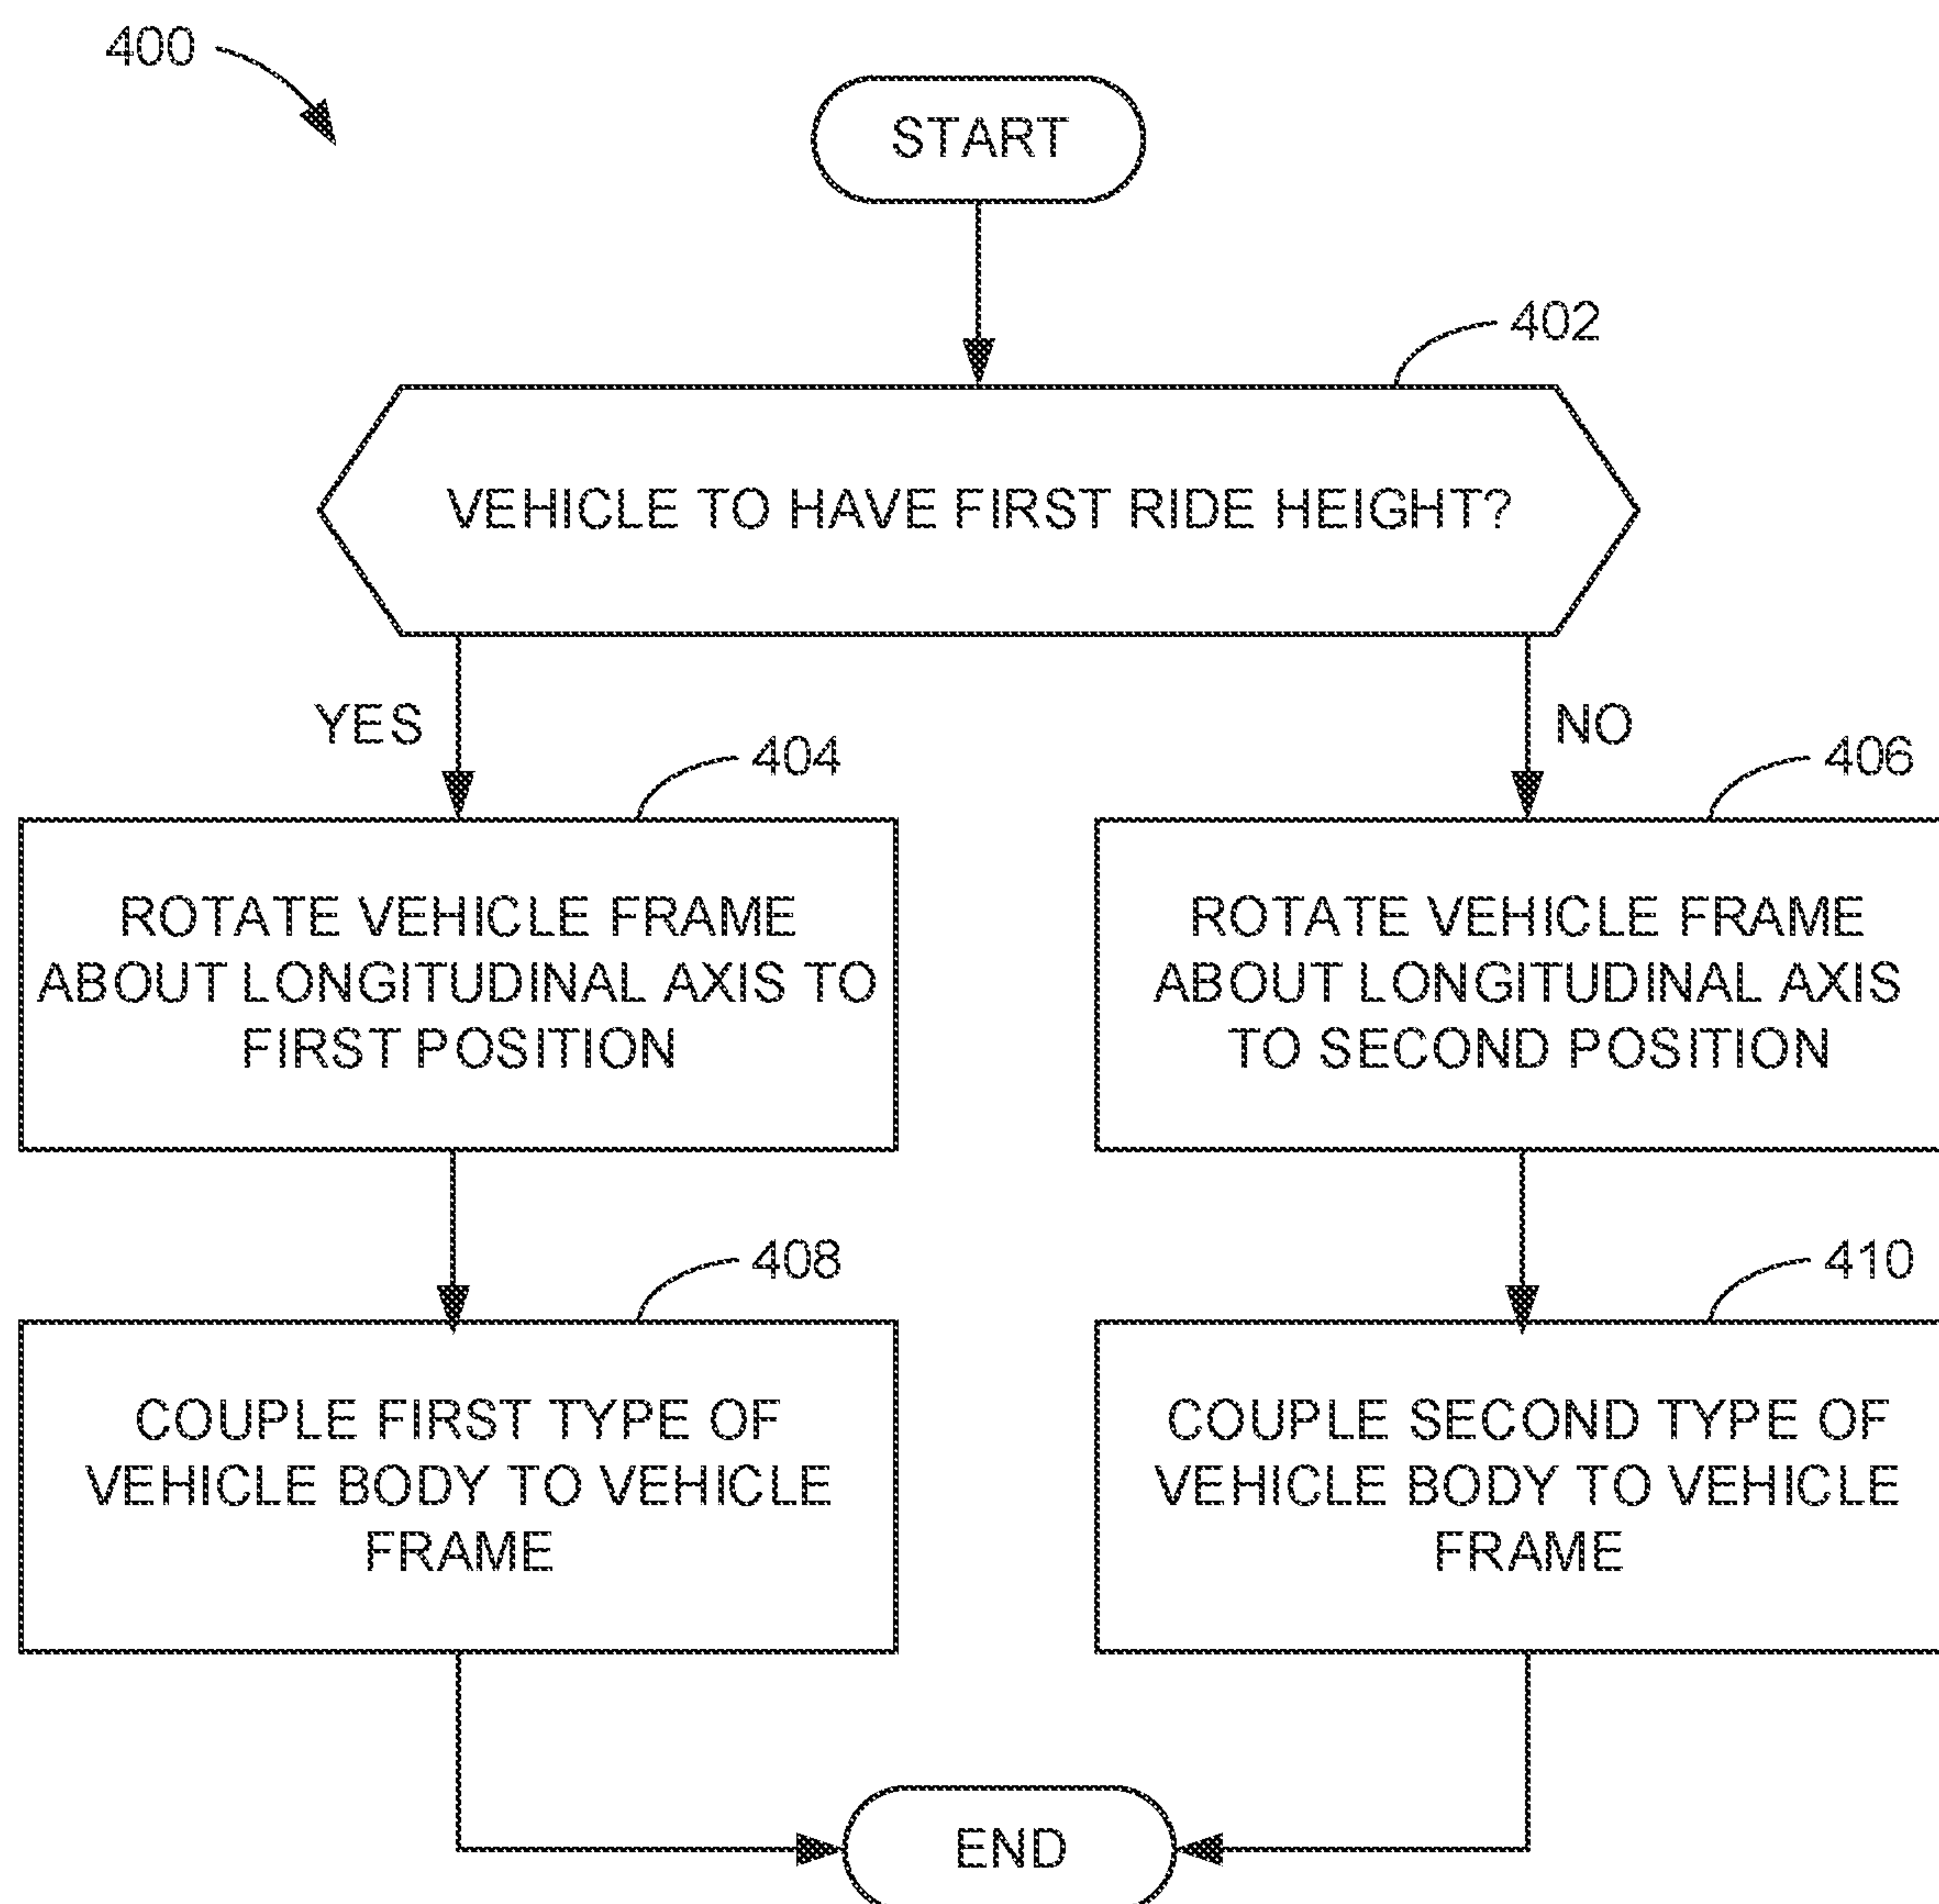 400
START
402
VEHICLE TO HAVE FIRST RIDE HEIGHT?
YES
NO
404
406
ROTATE VEHICLE FRAME
ABOUT LONGITUDINAL AXIS TO
FIRST POSITION
ROTATE VEHICLE FRAME
ABOUT LONGITUDINAL AXIS
TO SECOND POSITION
408
410
COUPLE FIRST TYPE OF
VEHICLE BODY TO VEHICLE
FRAME
COUPLE SECOND TYPE OF
VEHICLE BODY TO VEHICLE
FRAME
END